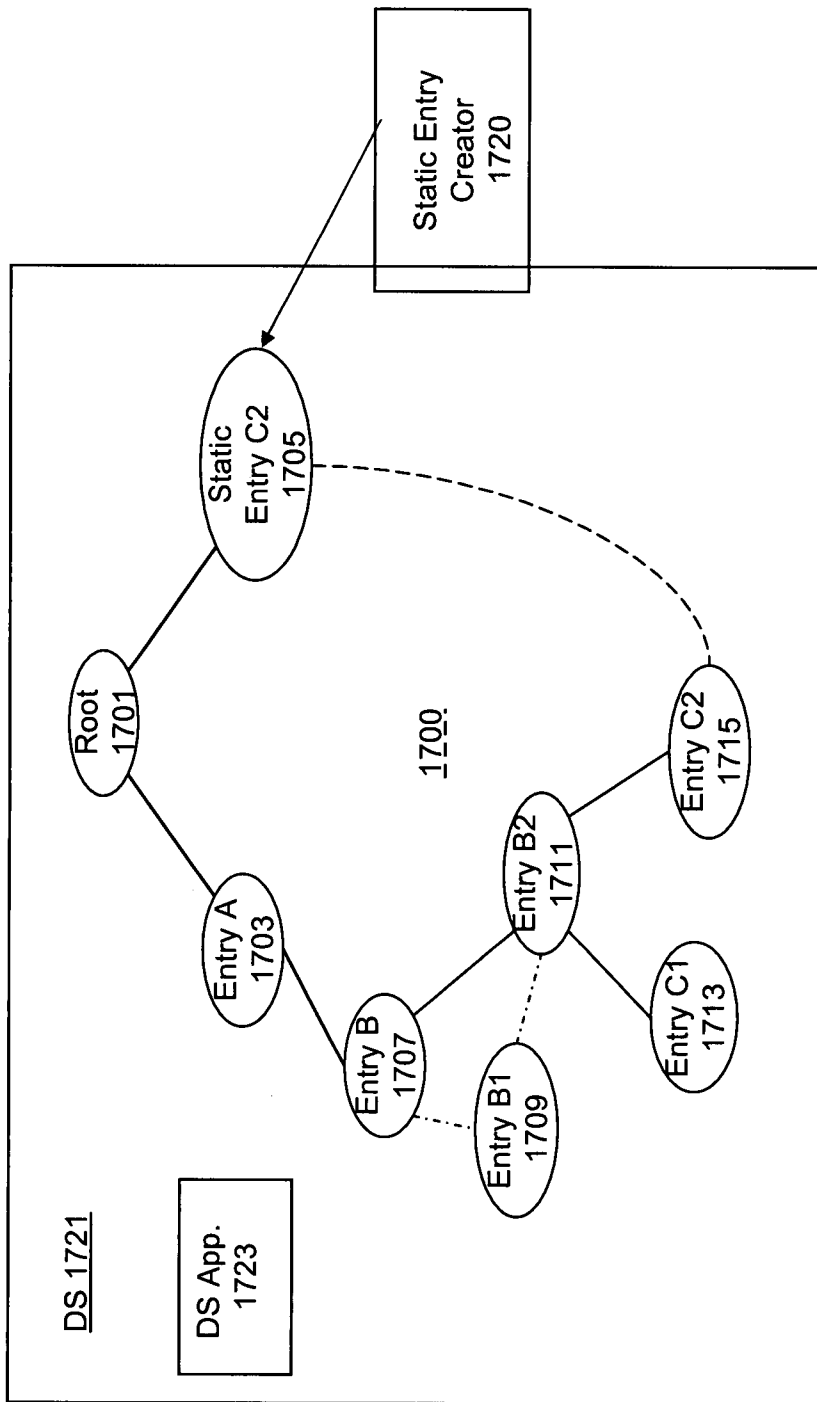 DS 1721
DS App.
1723
Root
1701
Entry A
1703
Static
Entry C2
1705
Static Entry
Creator
1720
Entry B
1707
1700
Entry B1
1709
Entry B2
1711
Entry C1
1713
Entry C2
1715